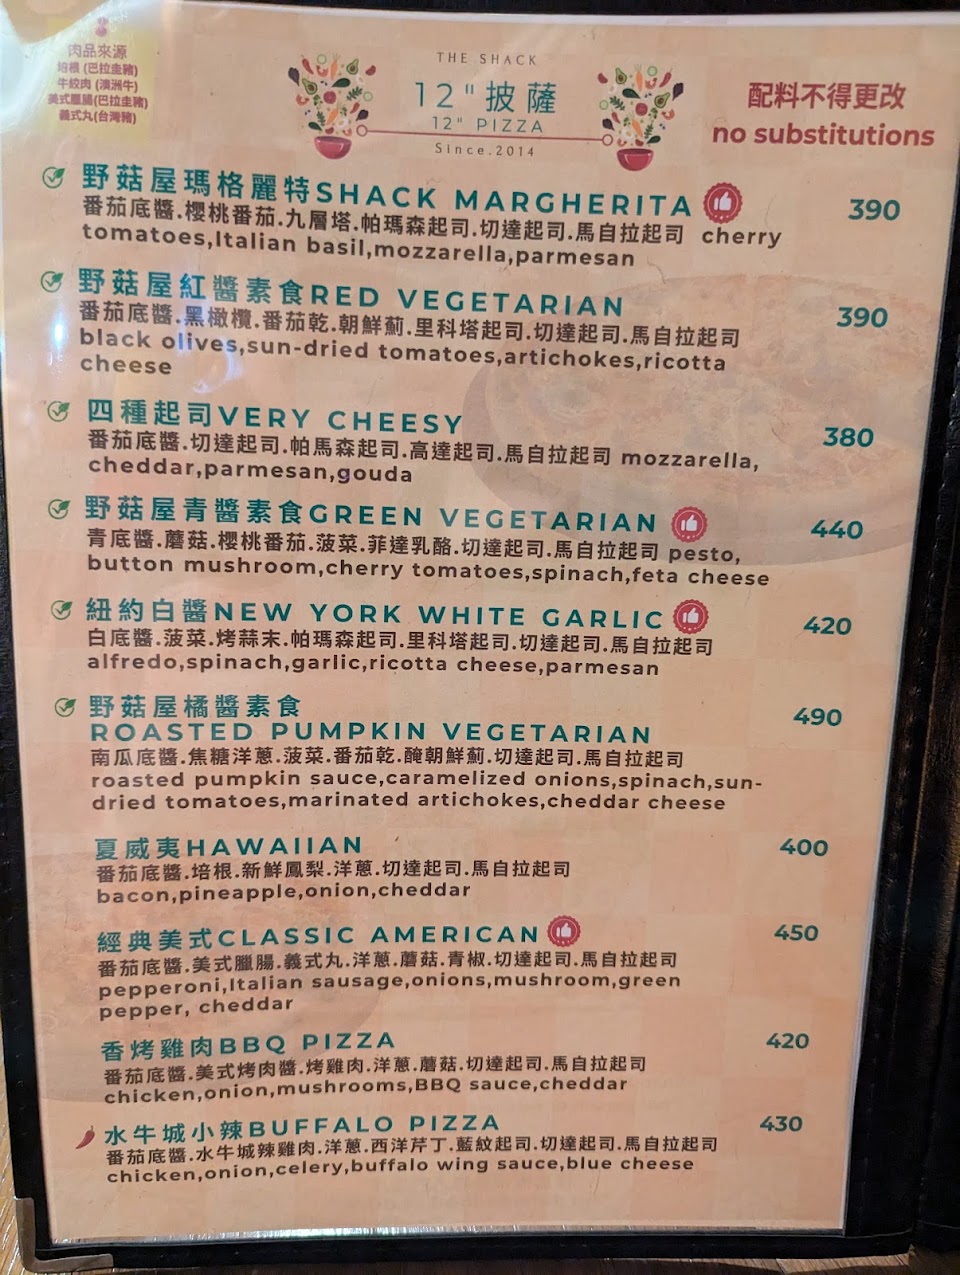 肉品來源
培根 (巴拉圭豬)
牛絞肉 (澳洲牛)
美式臘腸(巴拉圭豬)
義式丸(台灣豬)
THE SHACK
12"披薩
12" PIZZA
Since.2014
配料不得更改
no substitutions
野菇屋瑪格麗特SHACK MARGHERITA 390
番茄底醬.櫻桃番茄.九層塔.帕瑪森起司.切達起司.馬自拉起司 cherry
tomatoes,Italian basil,mozzarella,parmesan
野菇屋紅醬素食RED VEGETARIAN 390
番茄底醬.黑橄欖.番茄乾.朝鮮薊.里科塔起司.切達起司.馬自拉起司
black olives,sun-dried tomatoes,artichokes,ricotta
cheese
四種起司VERY CHEESY 380
番茄底醬.切達起司.帕馬森起司.高達起司.馬自拉起司 mozzarella,
cheddar,parmesan,gouda
野菇屋青醬素食GREEN VEGETARIAN 440
青底醬.蘑菇.櫻桃番茄.菠菜.菲達乳酪.切達起司.馬自拉起司 pesto,
button mushroom,cherry tomatoes,spinach,feta cheese
紐約白醬NEW YORK WHITE GARLIC 420
白底醬.菠菜.烤蒜末.帕瑪森起司.里科塔起司.切達起司.馬自拉起司
alfredo,spinach,garlic,ricotta cheese,parmesan
野菇屋橘醬素食
ROASTED PUMPKIN VEGETARIAN 490
南瓜底醬.焦糖洋蔥.菠菜.番茄乾.醃朝鮮薊.切達起司.馬自拉起司
roasted pumpkin sauce,caramelized onions,spinach,sun-
dried tomatoes,marinated artichokes,cheddar cheese
夏威夷HAWAIIAN 400
番茄底醬.培根.新鮮鳳梨.洋蔥.切達起司.馬自拉起司
bacon,pineapple,onion,cheddar
經典美式CLASSIC AMERICAN 450
番茄底醬.美式臘腸.義式丸.洋蔥.蘑菇.青椒.切達起司.馬自拉起司
pepperoni,Italian sausage,onions,mushroom,green
pepper, cheddar
香烤雞肉BBQ PIZZA 420
番茄底醬.美式烤肉醬.烤雞肉.洋蔥.蘑菇.切達起司.馬自拉起司
chicken,onion,mushrooms,BBQ sauce,cheddar
水牛城小辣BUFFALO PIZZA 430
番茄底醬.水牛城辣雞肉.洋蔥.西洋芹丁.藍紋起司.切達起司.馬自拉起司
chicken,onion,celery,buffalo wing sauce,blue cheese